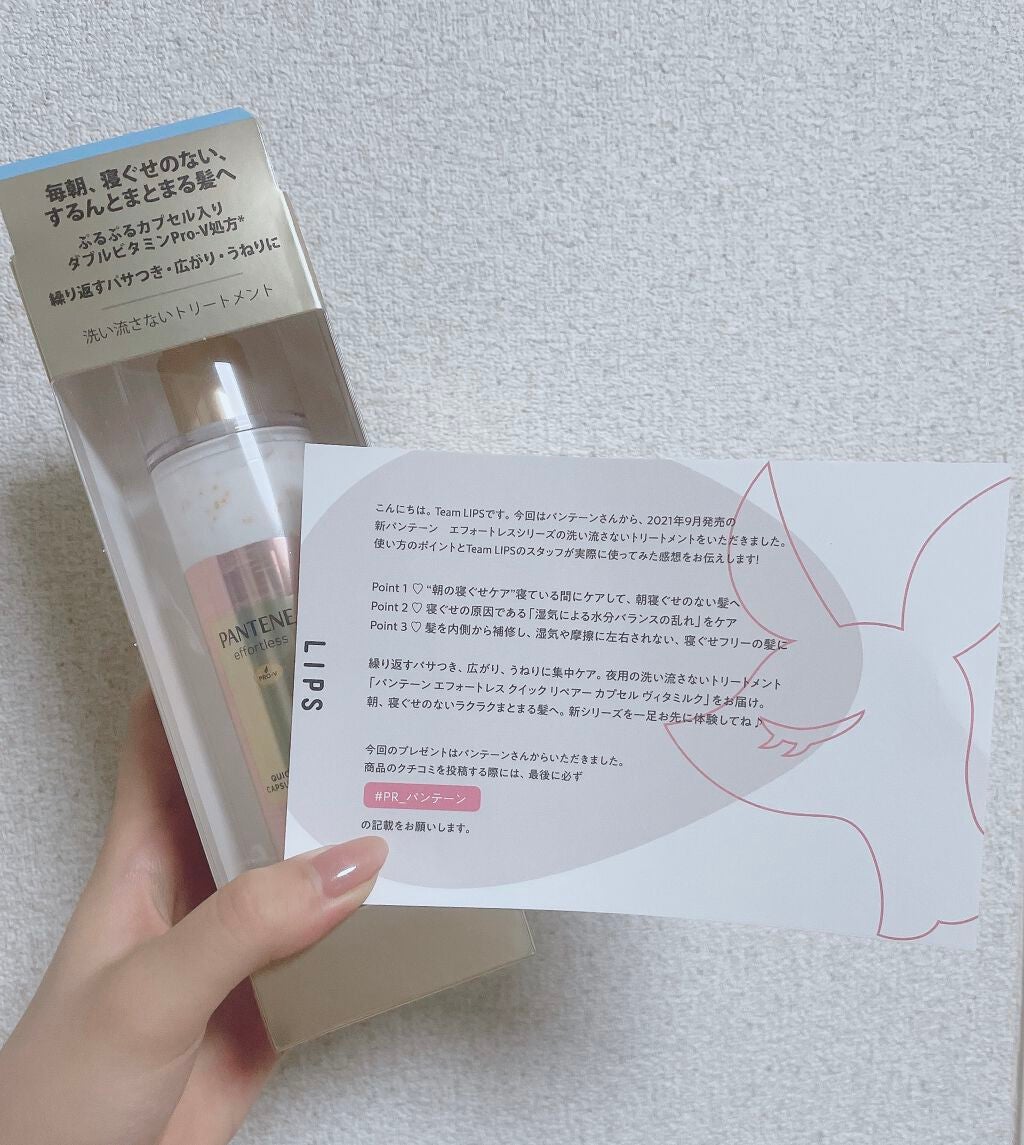 毎朝、寝ぐせのない、
するんとまとまる髪へ
ぷるぷるカプセル入り
ダブルビタミンPro-V処方*
繰り返すパサつき・広がり・うねりに
洗い流さないトリートメント
PANTENE
effortless
PRO-V
LIPS
こんにちは。Team LIPSです。今回はパンテーンさんから、2021年9月発売の
新パンテーン　エフォートレスシリーズの洗い流さないトリートメントをいただきました。
使い方のポイントとTeam LIPSのスタッフが実際に使ってみた感想をお伝えします!
Point 1 ♡ “朝の寝ぐせケア”寝ている間にケアして、朝寝ぐせのない髪へ
Point 2 ♡ 寝ぐせの原因である「湿気による水分バランスの乱れ」をケア
Point 3 ♡ 髪を内側から補修し、湿気や摩擦に左右されない、寝ぐせフリーの髪に
繰り返すパサつき、広がり、うねりに集中ケア。夜用の洗い流さないトリートメント
「パンテーン エフォートレス クイック リペアー カプセル ヴィタミルク」をお届け。
朝、寝ぐせのないラクラクまとまる髪へ。新シリーズを一足お先に体験してね♪
今回のプレゼントはパンテーンさんからいただきました。
商品のクチコミを投稿する際には、最後に必ず
#PR_パンテーン
の記載をお願いします。